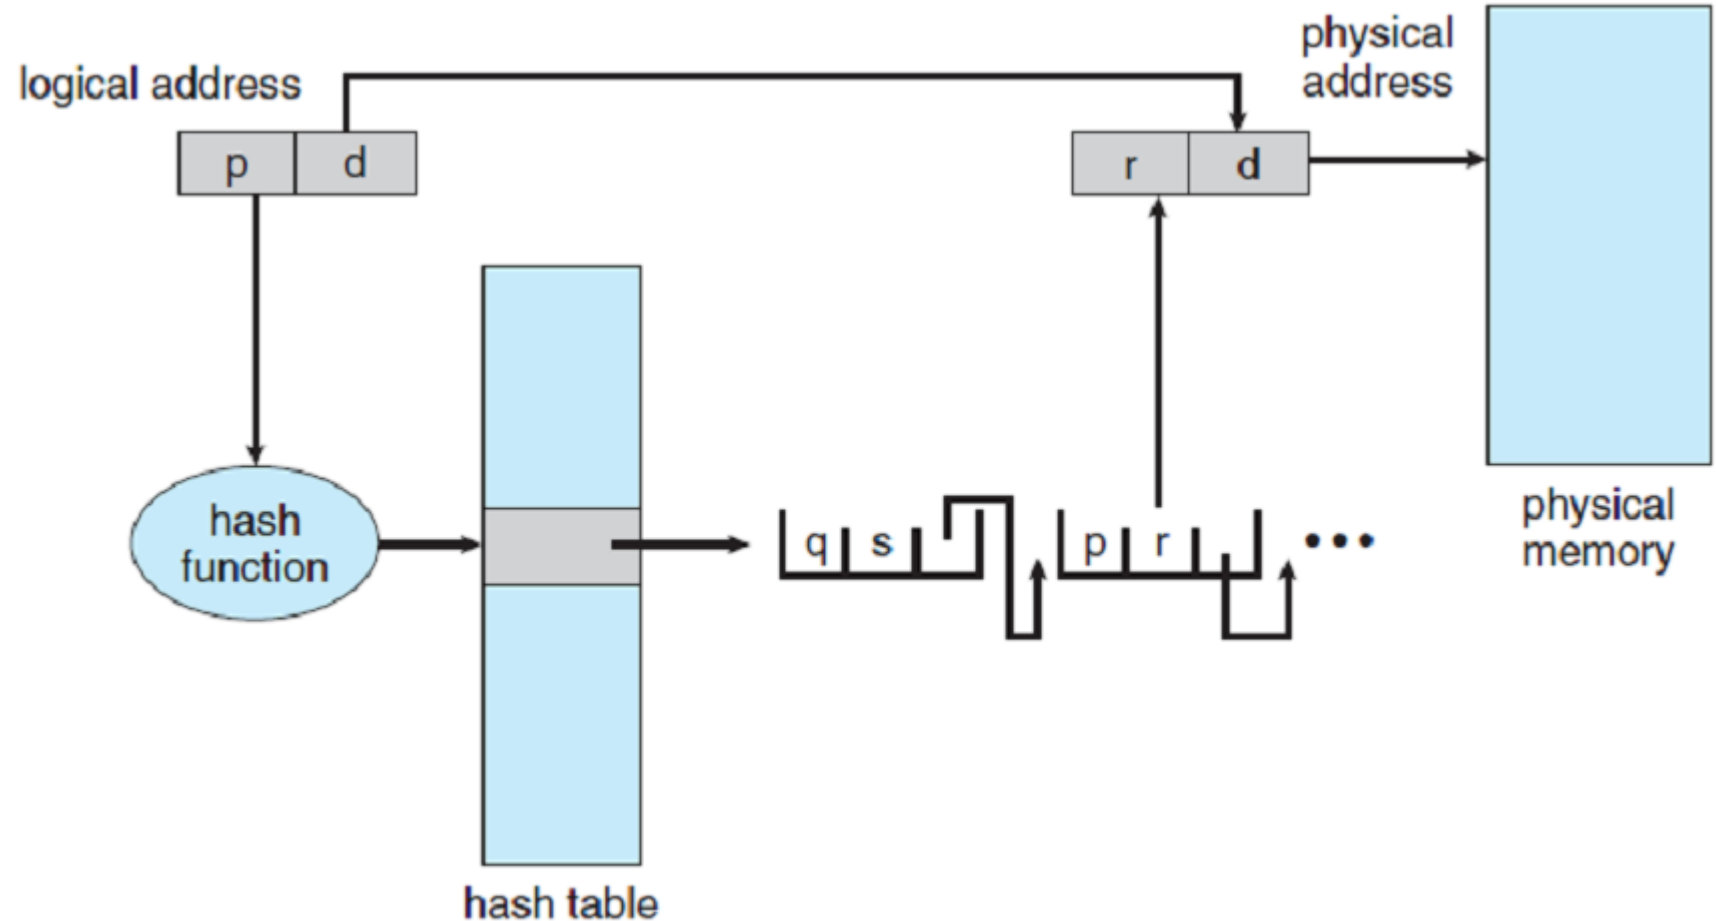 logical address
p d
physical
address
r d
hash
function
q s
p r
•••
physical
memory
hash table